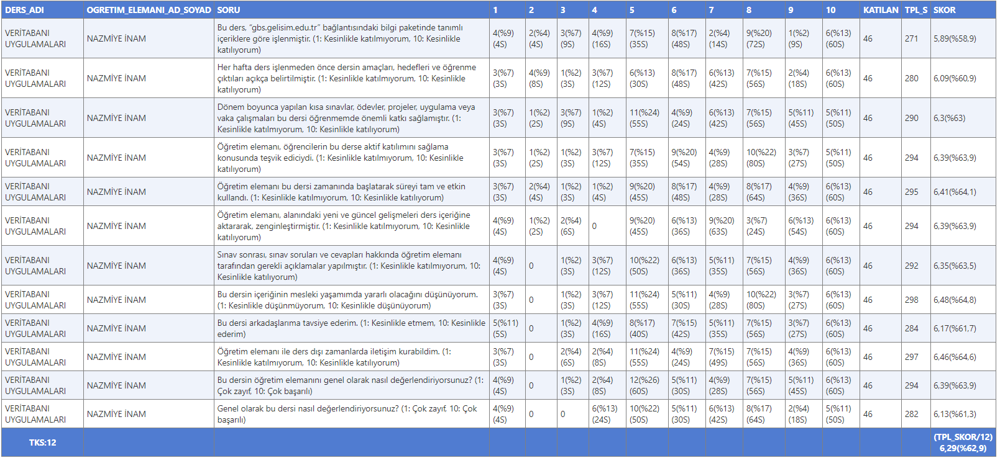 DERS_ADI OGRETIM_ELEMANI_AD_SOYAD SORU 1 2 3 4 5 6 7 8 9 10 KATILAN TPL_S SKOR
VERİTABANI UYGULAMALARI NAZMİYE İNAM Bu ders, “gbs.gelisim.edu.tr” bağlantısındaki bilgi paketinde tanımlı içeriklere göre işlenmiştir. (1: Kesinlikle katılmıyorum, 10: Kesinlikle katılıyorum) 4(%9)(4S) 2(%4)(4S) 3(%7)(9S) 4(%9)(16S) 7(%15)(35S) 8(%17)(48S) 2(%4)(14S) 9(%20)(72S) 1(%2)(9S) 6(%13)(60S) 46 271 5,89(%58,9)
VERİTABANI UYGULAMALARI NAZMİYE İNAM Her hafta ders işlenmeden önce dersin amaçları, hedefleri ve öğrenme çıktıları açıkça belirtilmiştir. (1: Kesinlikle katılmıyorum, 10: Kesinlikle katılıyorum) 3(%7)(3S) 4(%9)(8S) 1(%2)(3S) 3(%7)(12S) 6(%13)(30S) 8(%17)(48S) 6(%13)(42S) 7(%15)(56S) 2(%4)(18S) 6(%13)(60S) 46 280 6,09(%60,9)
VERİTABANI UYGULAMALARI NAZMİYE İNAM Dönem boyunca yapılan kısa sınavlar, ödevler, projeler, uygulama veya vaka çalışmaları bu dersi öğrenmemde önemli katkı sağlamıştır. (1: Kesinlikle katılmıyorum, 10: Kesinlikle katılıyorum) 3(%7)(3S) 1(%2)(2S) 3(%7)(9S) 1(%2)(4S) 11(%24)(55S) 4(%9)(24S) 6(%13)(42S) 7(%15)(56S) 5(%11)(45S) 5(%11)(50S) 46 290 6,3(%63)
VERİTABANI UYGULAMALARI NAZMİYE İNAM Öğretim elemanı, öğrencilerin bu derse aktif katılımını sağlama konusunda teşvik ediciydi. (1: Kesinlikle katılmıyorum, 10: Kesinlikle katılıyorum) 3(%7)(3S) 1(%2)(2S) 1(%2)(3S) 3(%7)(12S) 7(%15)(35S) 9(%20)(54S) 4(%9)(28S) 10(%22)(80S) 3(%7)(27S) 5(%11)(50S) 46 294 6,39(%63,9)
VERİTABANI UYGULAMALARI NAZMİYE İNAM Öğretim elemanı bu dersi zamanında başlatarak süreyi tam ve etkin kullandı. (1: Kesinlikle katılmıyorum, 10: Kesinlikle katılıyorum) 3(%7)(3S) 2(%4)(4S) 1(%2)(3S) 1(%2)(4S) 9(%20)(45S) 8(%17)(48S) 4(%9)(28S) 8(%17)(64S) 4(%9)(36S) 6(%13)(60S) 46 295 6,41(%64,1)
VERİTABANI UYGULAMALARI NAZMİYE İNAM Öğretim elemanı, alanındaki yeni ve güncel gelişmeleri ders içeriğine aktararak, zenginleştirmiştir. (1: Kesinlikle katılmıyorum, 10: Kesinlikle katılıyorum) 4(%9)(4S) 1(%2)(2S) 2(%4)(6S) 0 9(%20)(45S) 6(%13)(36S) 9(%20)(63S) 3(%7)(24S) 6(%13)(54S) 6(%13)(60S) 46 294 6,39(%63,9)
VERİTABANI UYGULAMALARI NAZMİYE İNAM Sınav sonrası, sınav soruları ve cevapları hakkında öğretim elemanı tarafından gerekli açıklamalar yapılmıştır. (1: Kesinlikle katılmıyorum, 10: Kesinlikle katılıyorum) 4(%9)(4S) 0 1(%2)(3S) 3(%7)(12S) 10(%22)(50S) 6(%13)(36S) 5(%11)(35S) 7(%15)(56S) 4(%9)(36S) 6(%13)(60S) 46 292 6,35(%63,5)
VERİTABANI UYGULAMALARI NAZMİYE İNAM Bu dersin içeriğinin mesleki yaşamımda yararlı olacağını düşünüyorum. (1: Kesinlikle düşünmüyorum, 10: Kesinlikle düşünüyorum) 3(%7)(3S) 0 1(%2)(3S) 3(%7)(12S) 11(%24)(55S) 5(%11)(30S) 4(%9)(28S) 10(%22)(80S) 3(%7)(27S) 6(%13)(60S) 46 298 6,48(%64,8)
VERİTABANI UYGULAMALARI NAZMİYE İNAM Bu dersi arkadaşlarıma tavsiye ederim. (1: Kesinlikle etmem, 10: Kesinlikle ederim) 5(%11)(5S) 0 1(%2)(3S) 4(%9)(16S) 8(%17)(40S) 7(%15)(42S) 5(%11)(35S) 7(%15)(56S) 3(%7)(27S) 6(%13)(60S) 46 284 6,17(%61,7)
VERİTABANI UYGULAMALARI NAZMİYE İNAM Öğretim elemanı ile ders dışı zamanlarda iletişim kurabildim. (1: Kesinlikle katılmıyorum, 10: Kesinlikle katılıyorum) 3(%7)(3S) 0 2(%4)(6S) 2(%4)(8S) 11(%24)(55S) 4(%9)(24S) 7(%15)(49S) 7(%15)(56S) 4(%9)(36S) 6(%13)(60S) 46 297 6,46(%64,6)
VERİTABANI UYGULAMALARI NAZMİYE İNAM Bu dersin öğretim elemanını genel olarak nasıl değerlendiriyorsunuz? (1: Çok zayıf, 10: Çok başarılı) 4(%9)(4S) 0 1(%2)(3S) 2(%4)(8S) 12(%26)(60S) 5(%11)(30S) 4(%9)(28S) 7(%15)(56S) 5(%11)(45S) 6(%13)(60S) 46 294 6,39(%63,9)
VERİTABANI UYGULAMALARI NAZMİYE İNAM Genel olarak bu dersi nasıl değerlendiriyorsunuz? (1: Çok zayıf, 10: Çok başarılı) 4(%9)(4S) 0 0 6(%13)(24S) 10(%22)(50S) 5(%11)(30S) 6(%13)(42S) 8(%17)(64S) 2(%4)(18S) 5(%11)(50S) 46 282 6,13(%61,3)
TKS:12 (TPL_SKOR/12) 6,29(%62,9)